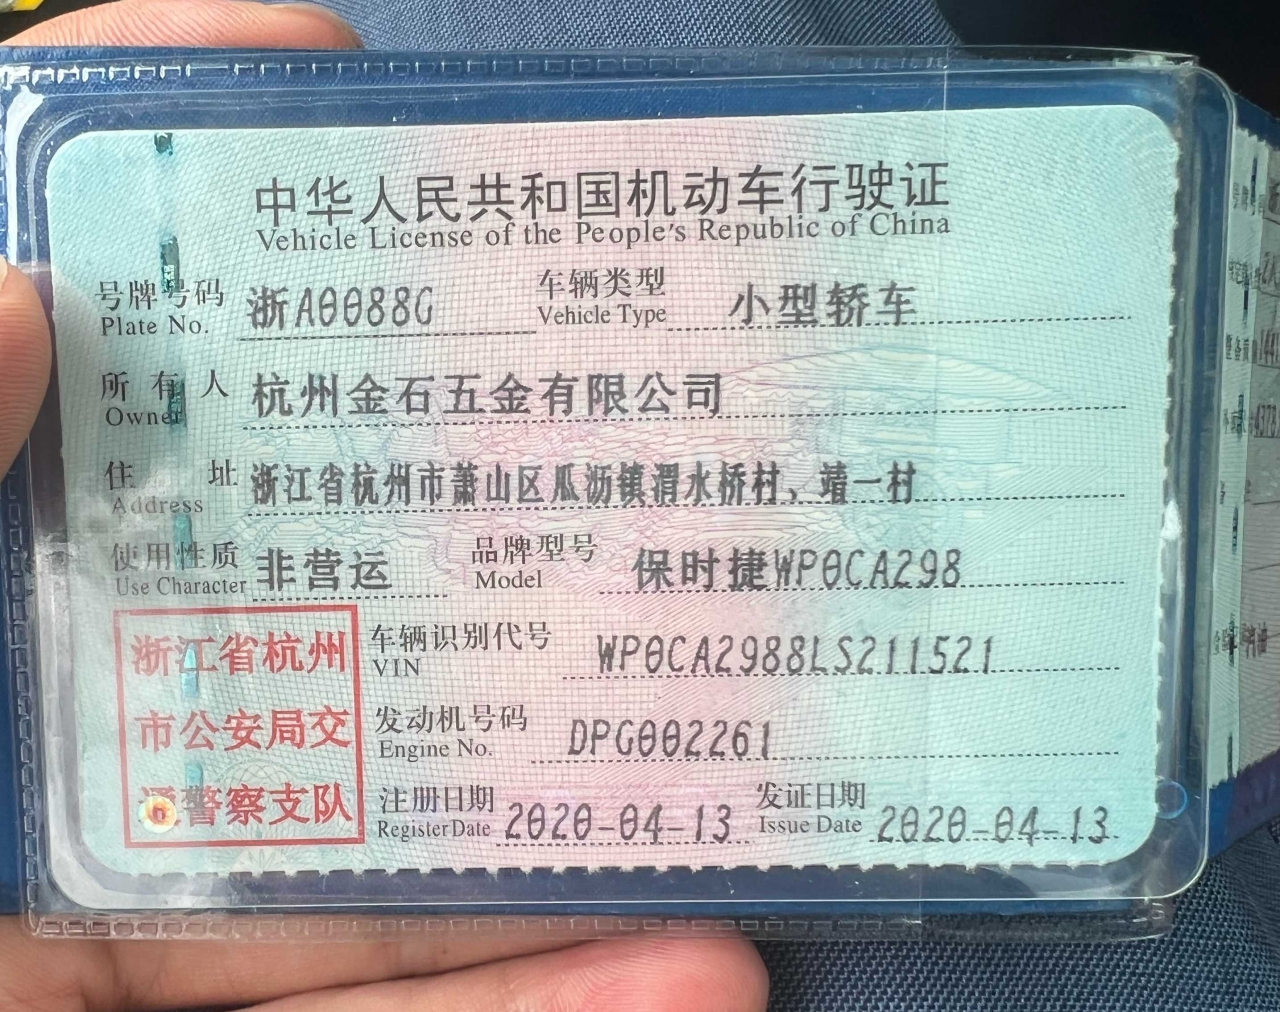 中华人民共和国机动车行驶证
Vehicle License of the People's Republic of China
号牌号码 浙A0088G 车辆类型 小型轿车
Plate No. Vehicle Type
所有人 杭州金石五金有限公司
Owner
住址 浙江省杭州市萧山区瓜沥镇渭水桥村、靖一村
Address
使用性质 非营运 品牌型号 保时捷WP0CA298
Use Character Model
浙江省杭州
市公安局交
通警察支队
车辆识别代号 WP0CA2988LS211521
VIN
发动机号码 DPG002261
Engine No.
注册日期 2020-04-13 发证日期 2020-04-13
Register Date Issue Date